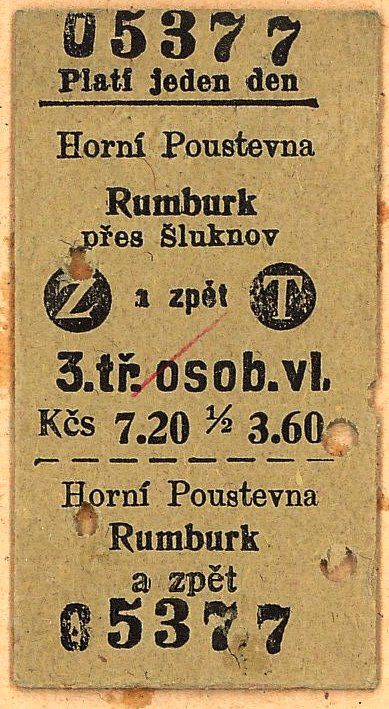 05377
Platí jeden den
Horní Poustevna
Rumburk
přes Šluknov
Z a zpět T
3.tř. osob.vl.
Kčs 7.20 ½ 3.60
Horní Poustevna
Rumburk
a zpět
05377